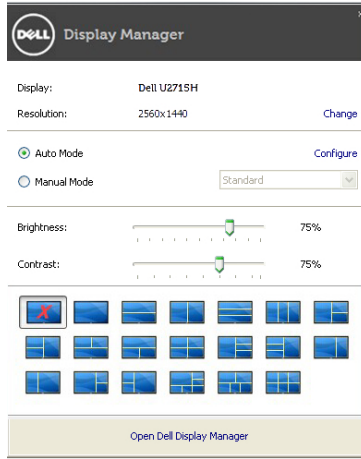 DELL Display Manager
Display: Dell U2715H
Resolution: 2560x1440 Change
Auto Mode Configure
Manual Mode Standard
Brightness: 75%
Contrast: 75%
Open Dell Display Manager